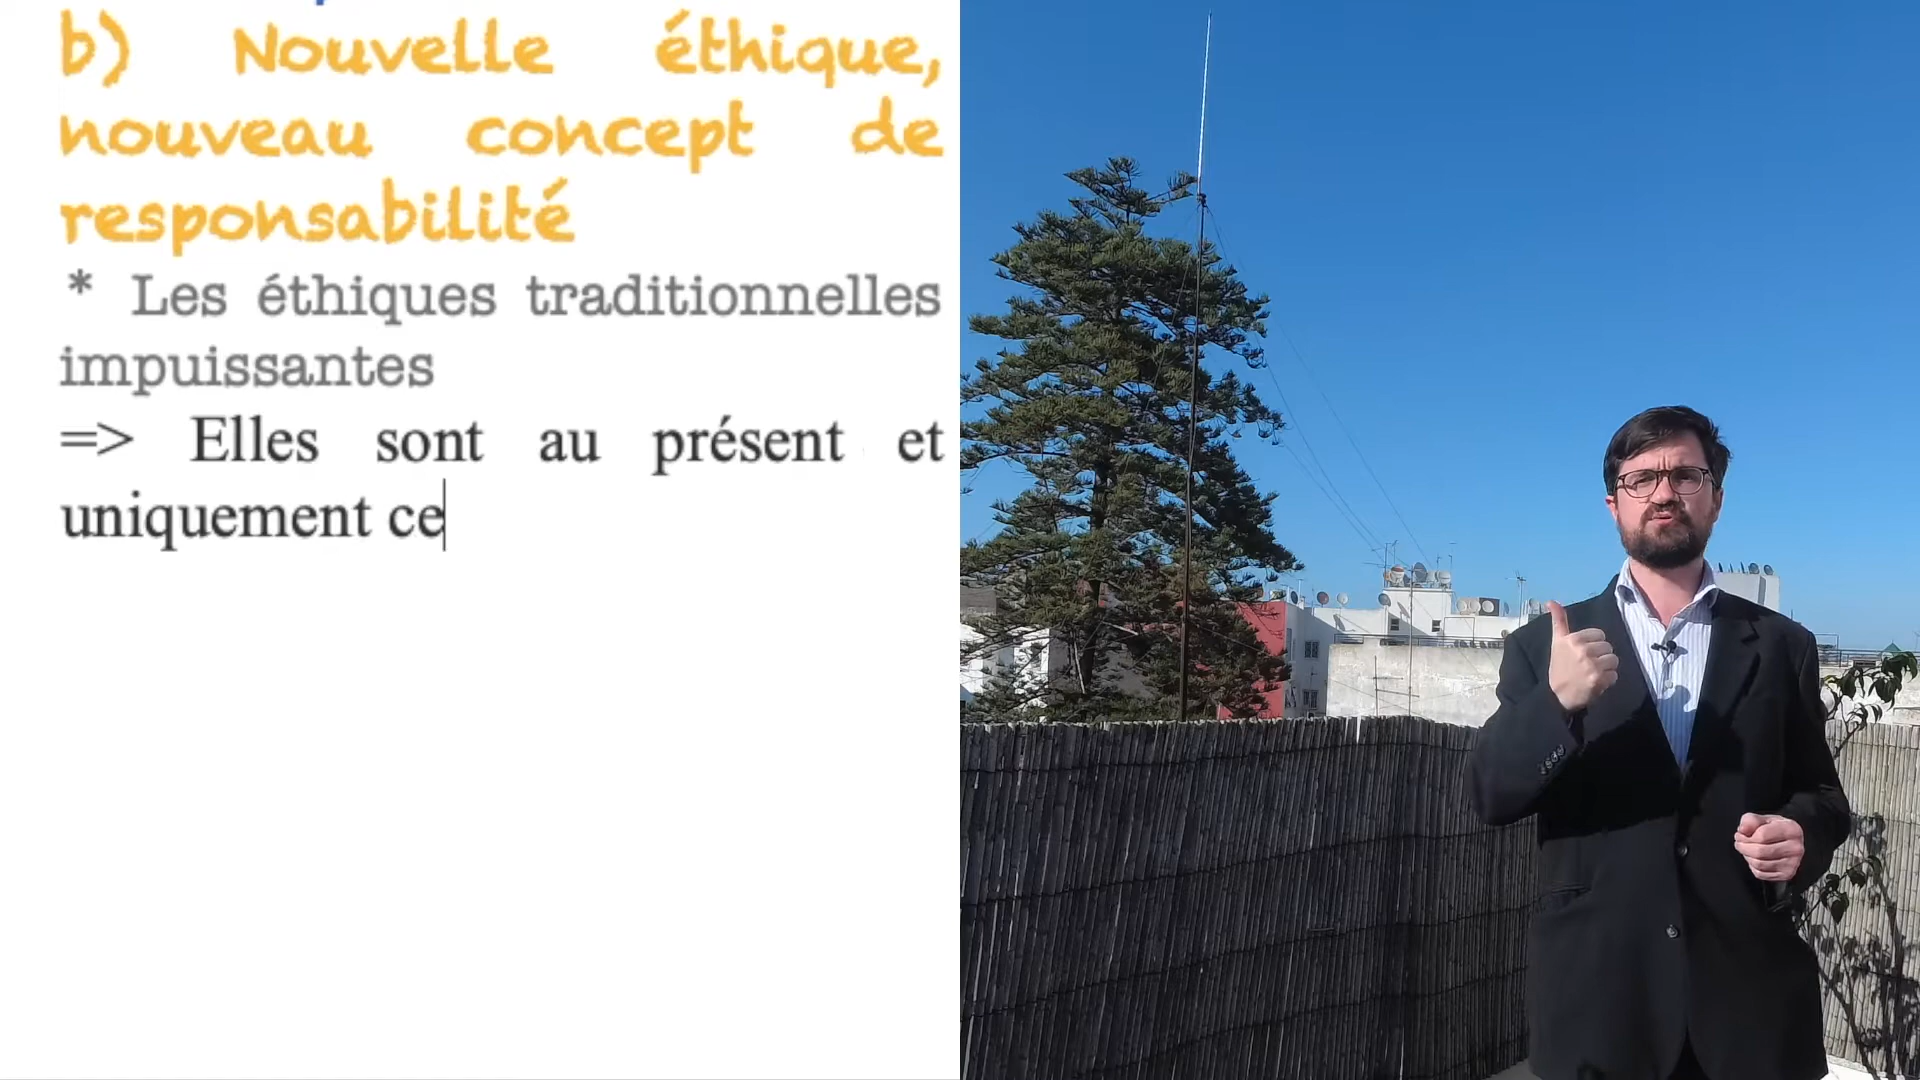 b) Nouvelle éthique,
nouveau concept de
responsabilité
* Les éthiques traditionnelles
impuissantes
=> Elles sont au présent et
uniquement ce